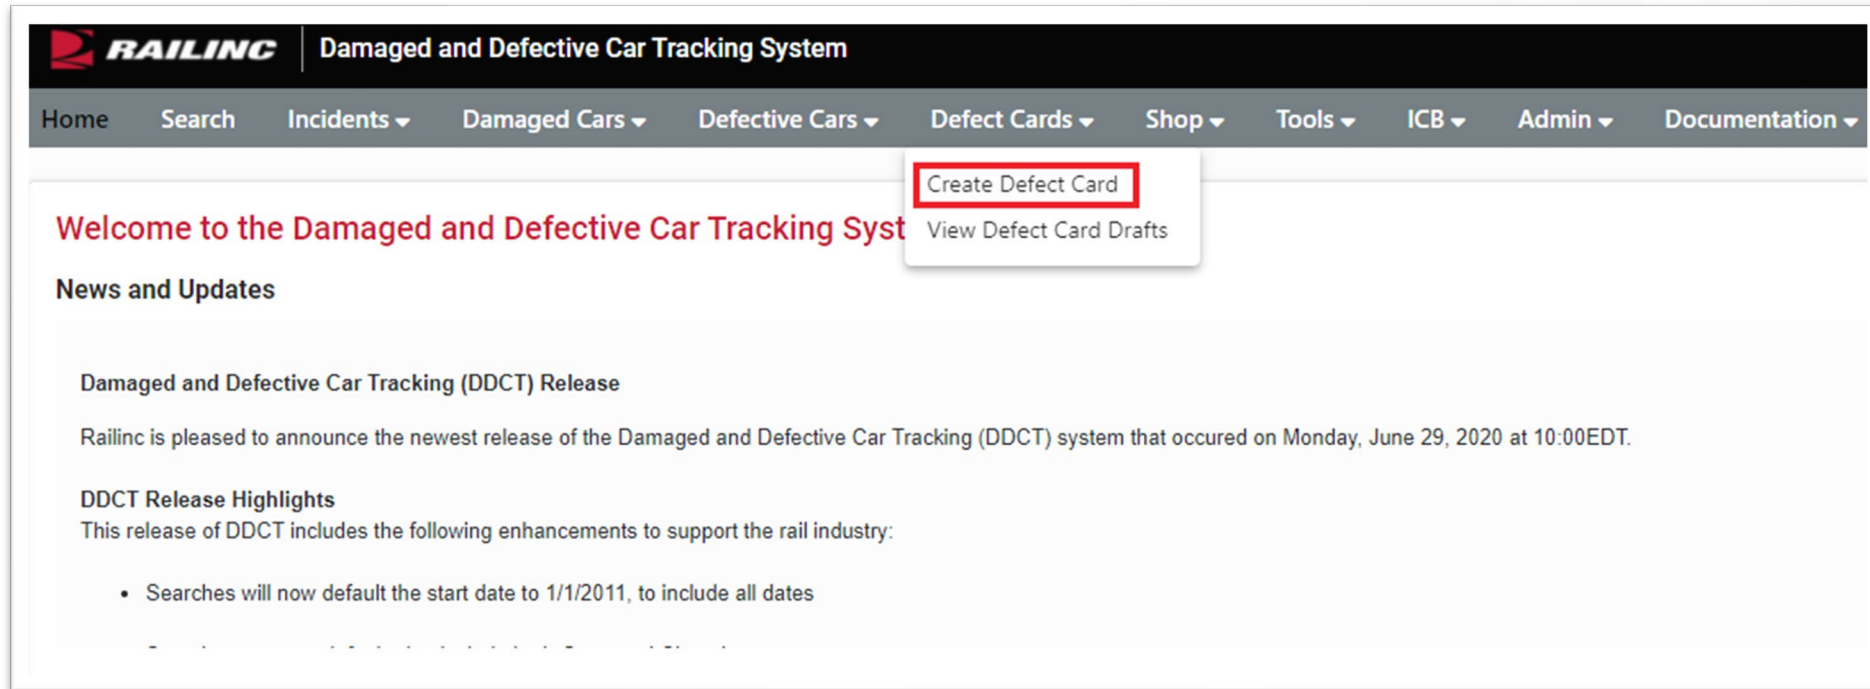 RAILINC
Damaged and Defective Car Tracking System
Home Search Incidents Damaged Cars Defective Cars Defect Cards Shop Tools ICB Admin Documentation
Create Defect Card
View Defect Card Drafts
Welcome to the Damaged and Defective Car Tracking Syst
News and Updates
Damaged and Defective Car Tracking (DDCT) Release
Railinc is pleased to announce the newest release of the Damaged and Defective Car Tracking (DDCT) system that occured on Monday, June 29, 2020 at 10:00EDT.
DDCT Release Highlights
This release of DDCT includes the following enhancements to support the rail industry:
• Searches will now default the start date to 1/1/2011, to include all dates